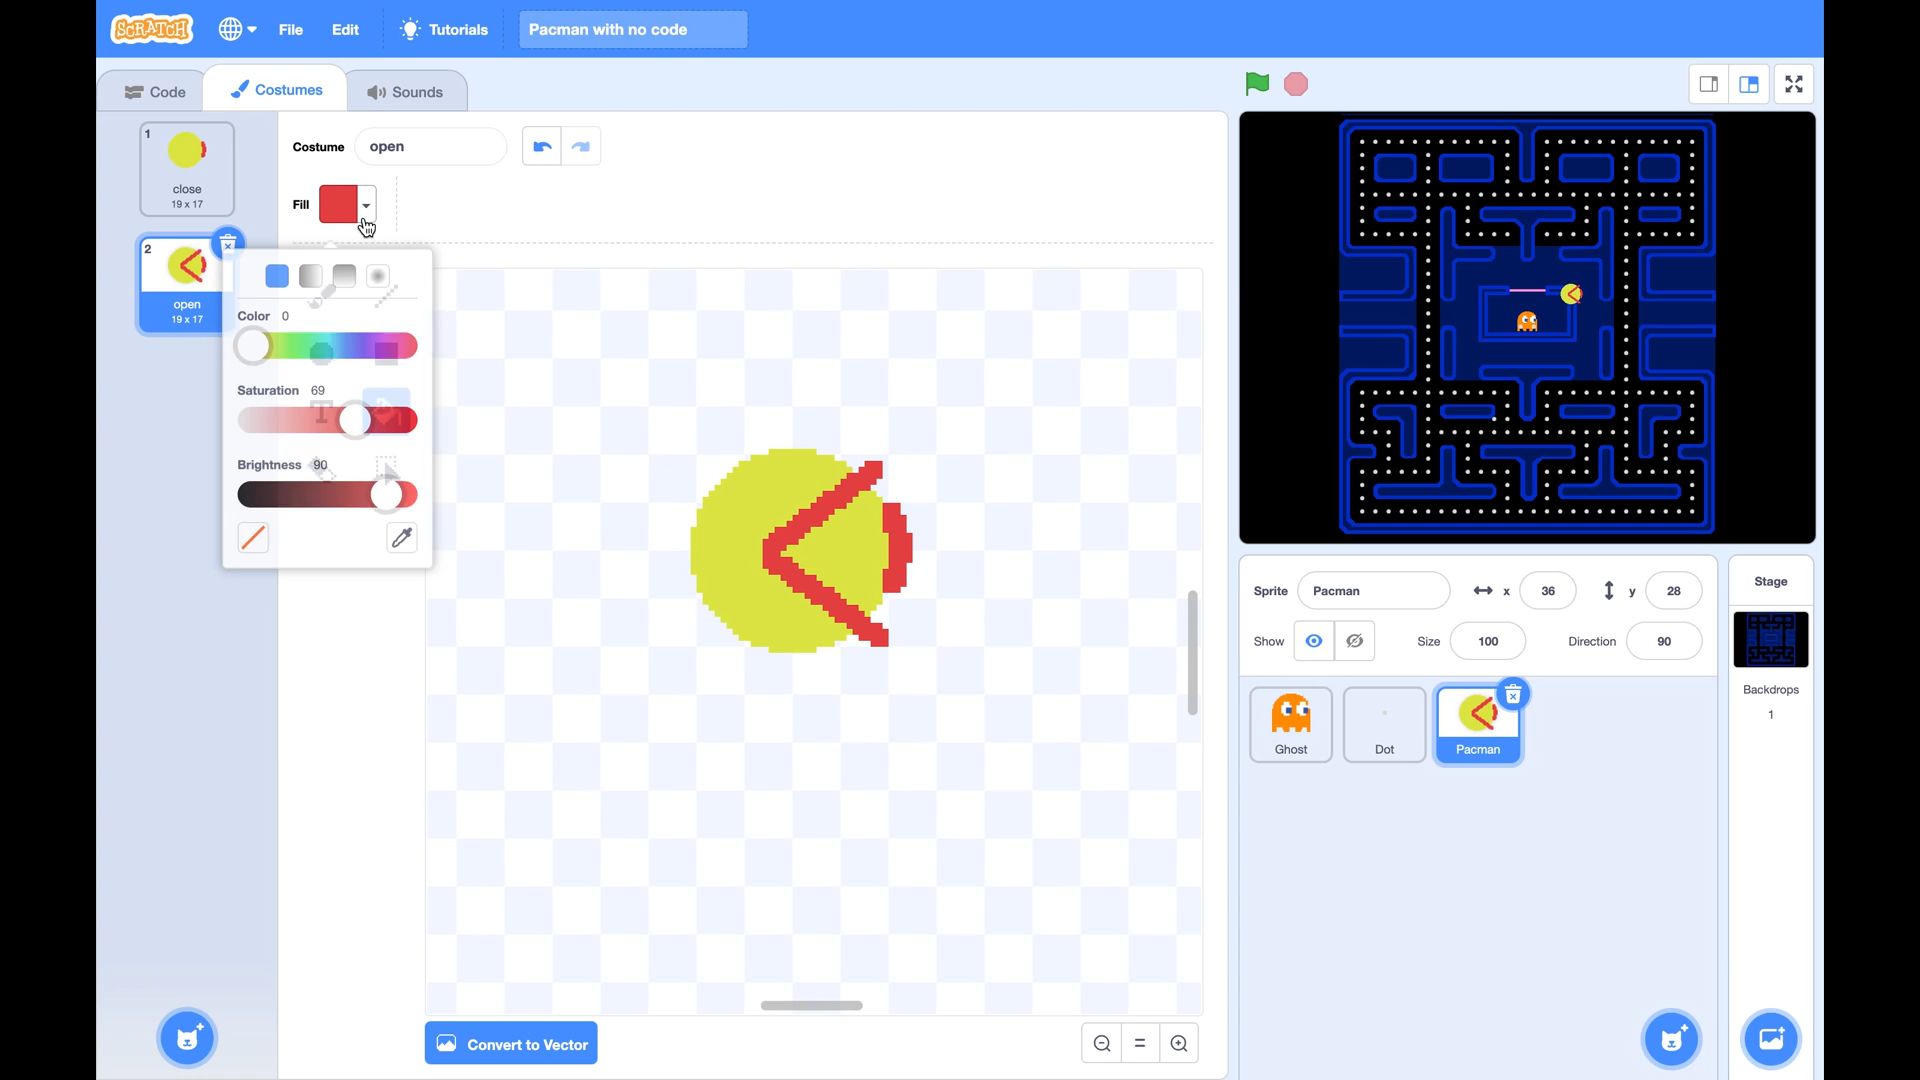 SCRATCH File Edit Tutorials Pacman with no code
Code Costumes Sounds
1
close
19 x 17
2
open
19 x 17
Costume open
Fill
Color 0
Saturation 69
T
Brightness 90
Convert to Vector
Sprite Pacman x 36 y 28
Show Size 100 Direction 90
Ghost
Dot
Pacman
Stage
Backdrops
1